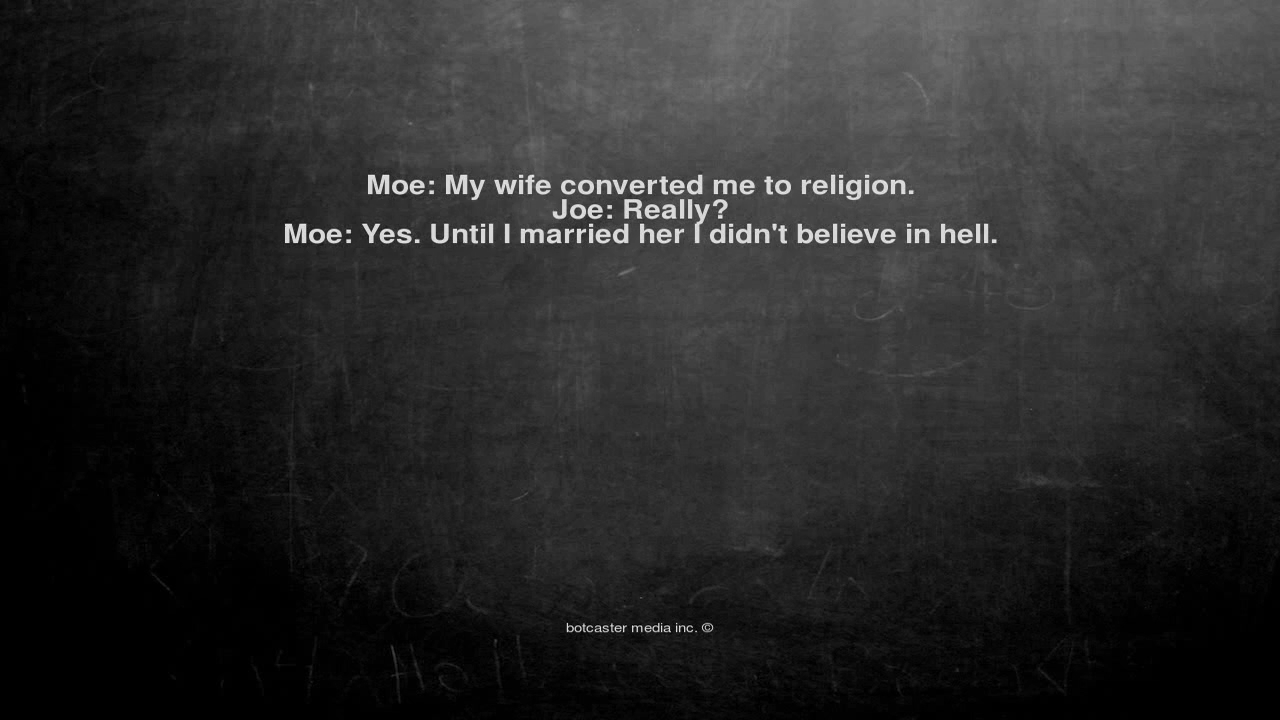 Moe: My wife converted me to religion.
Joe: Really?
Moe: Yes. Until I married her I didn't believe in hell.
botcaster media inc. ©